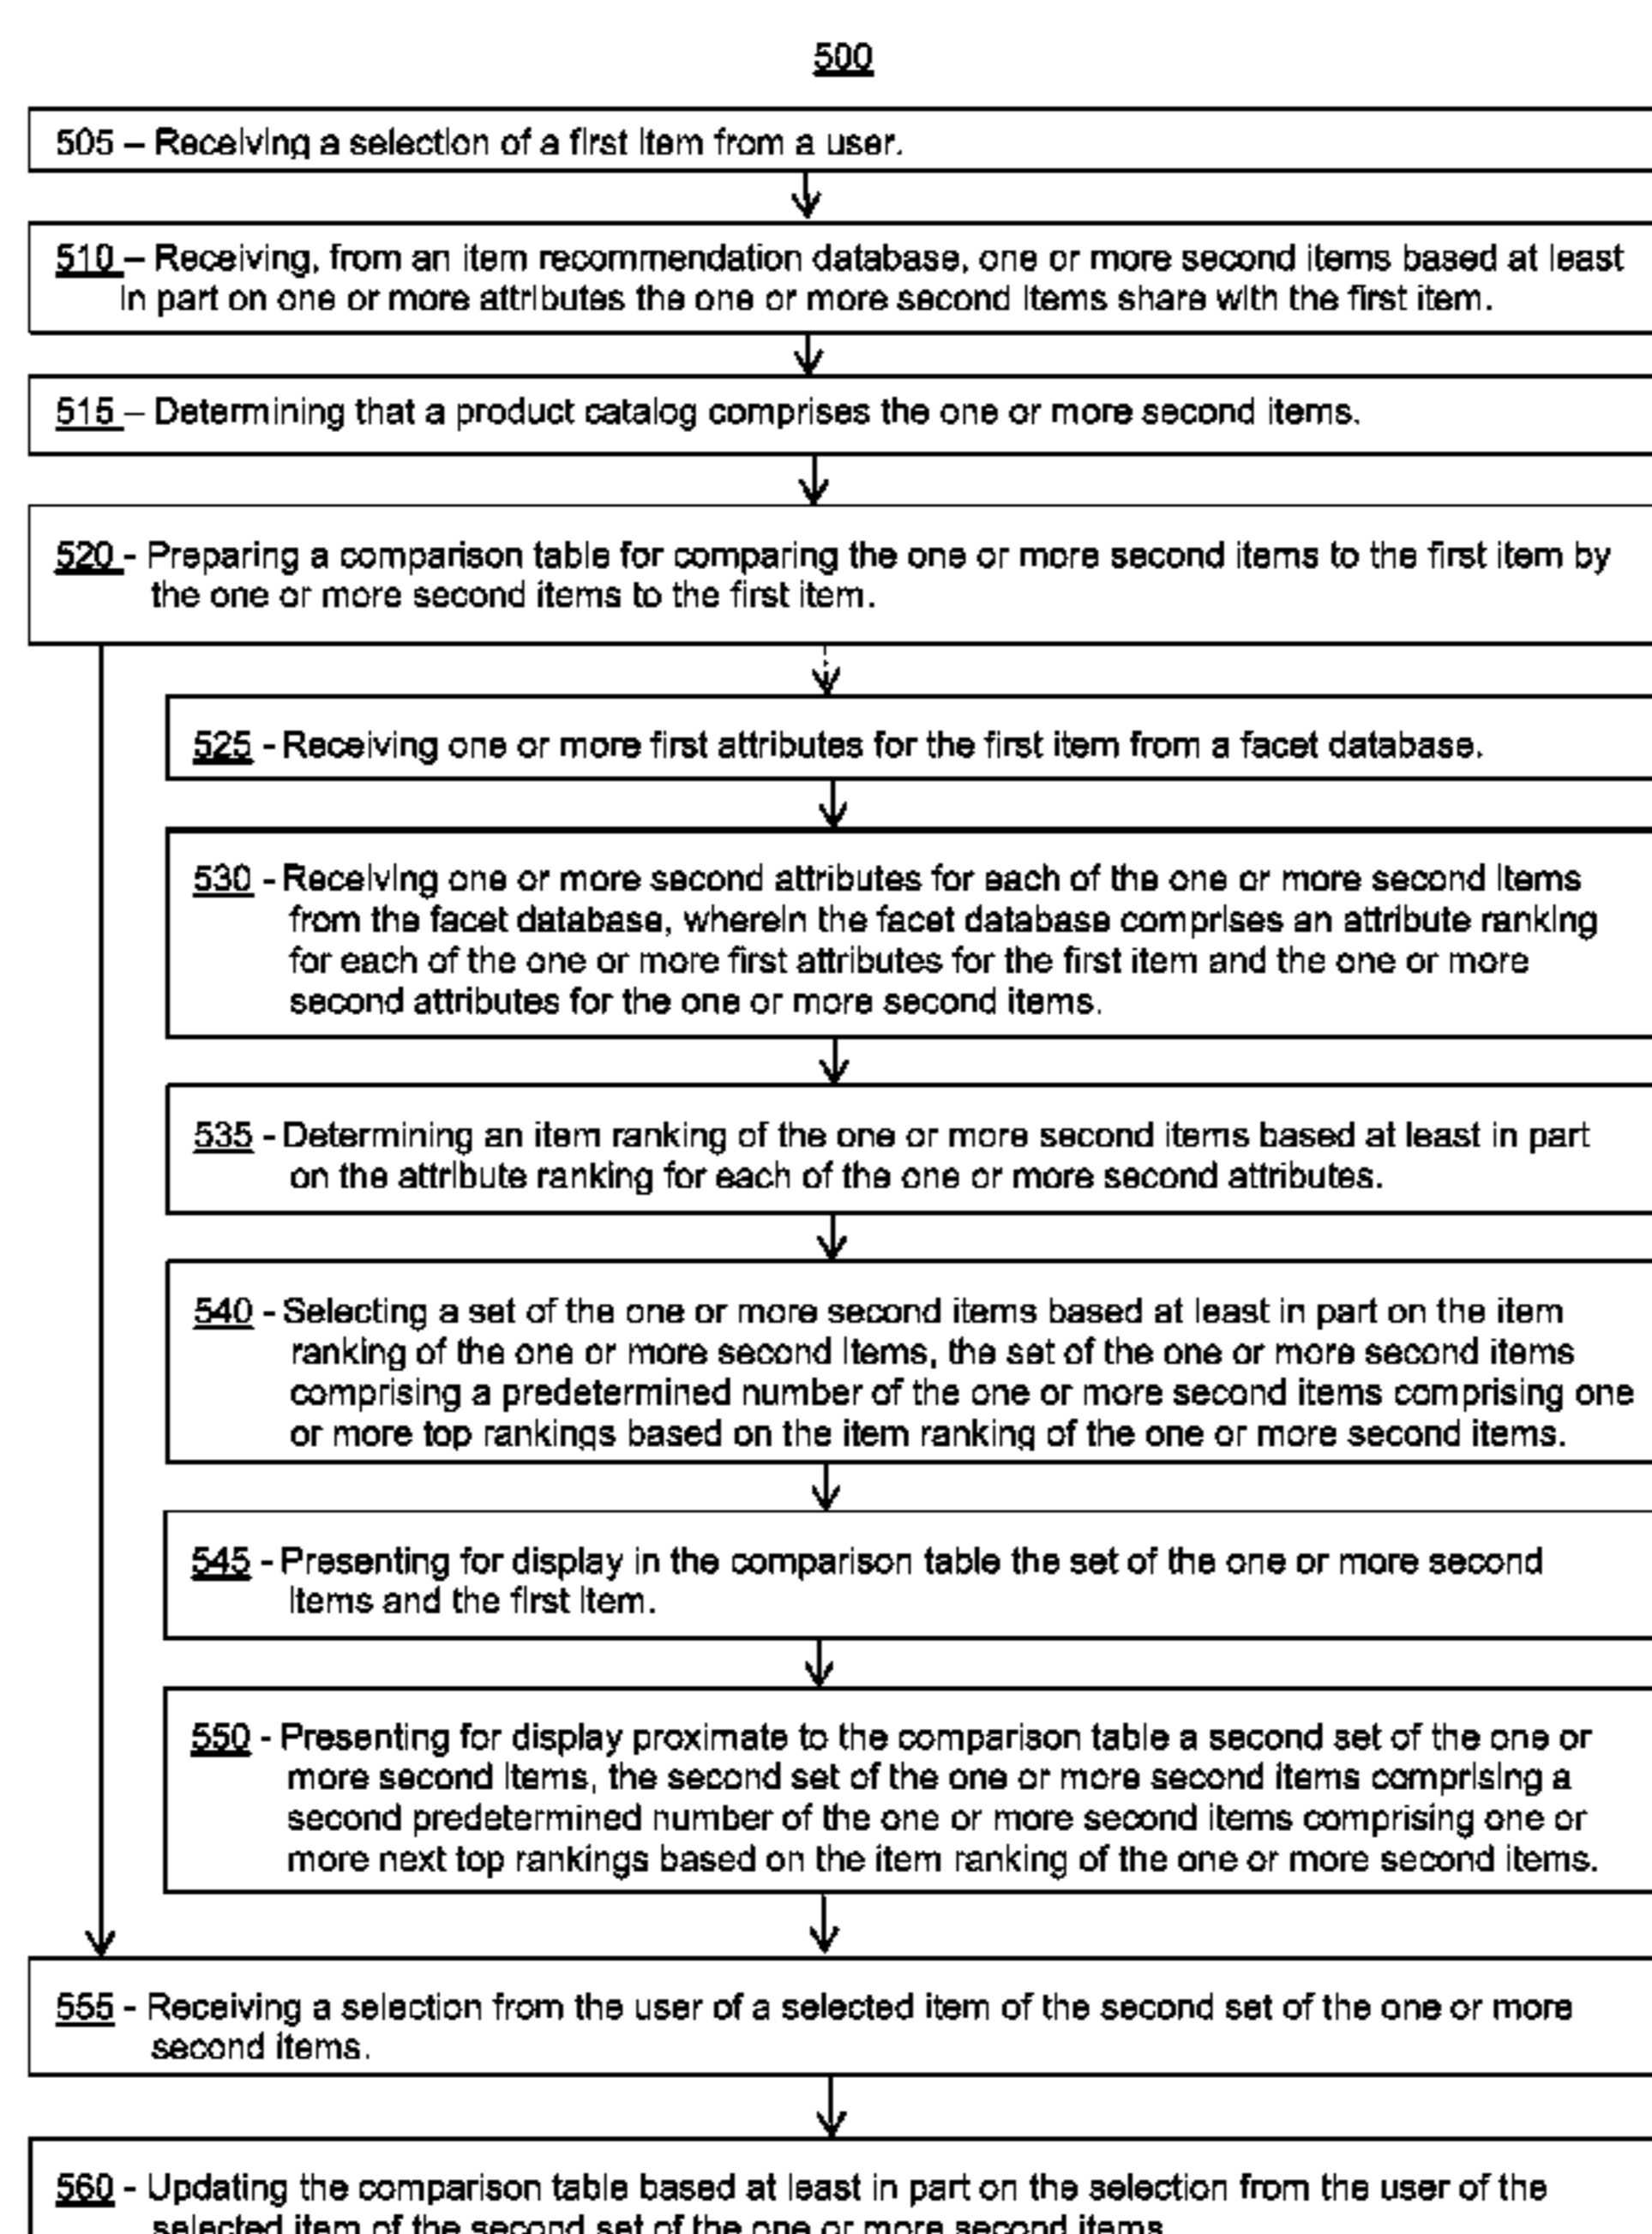 500
505 – Receiving a selection of a first item from a user.
510 – Receiving, from an item recommendation database, one or more second items based at least
in part on one or more attributes the one or more second items share with the first item.
515 – Determining that a product catalog comprises the one or more second items.
520 - Preparing a comparison table for comparing the one or more second items to the first item by
the one or more second items to the first item.
525 - Receiving one or more first attributes for the first item from a facet database.
530 - Receiving one or more second attributes for each of the one or more second items
from the facet database, wherein the facet database comprises an attribute ranking
for each of the one or more first attributes for the first item and the one or more
second attributes for the one or more second items.
535 - Determining an item ranking of the one or more second items based at least in part
on the attribute ranking for each of the one or more second attributes.
540 - Selecting a set of the one or more second items based at least in part on the item
ranking of the one or more second items, the set of the one or more second items
comprising a predetermined number of the one or more second items comprising one
or more top rankings based on the item ranking of the one or more second items.
545 - Presenting for display in the comparison table the set of the one or more second
items and the first item.
550 - Presenting for display proximate to the comparison table a second set of the one or
more second items, the second set of the one or more second items comprising a
second predetermined number of the one or more second items comprising one or
more next top rankings based on the item ranking of the one or more second items.
555 - Receiving a selection from the user of a selected item of the second set of the one or more
second items.
560 - Updating the comparison table based at least in part on the selection from the user of the
selected item of the second set of the one or more second items